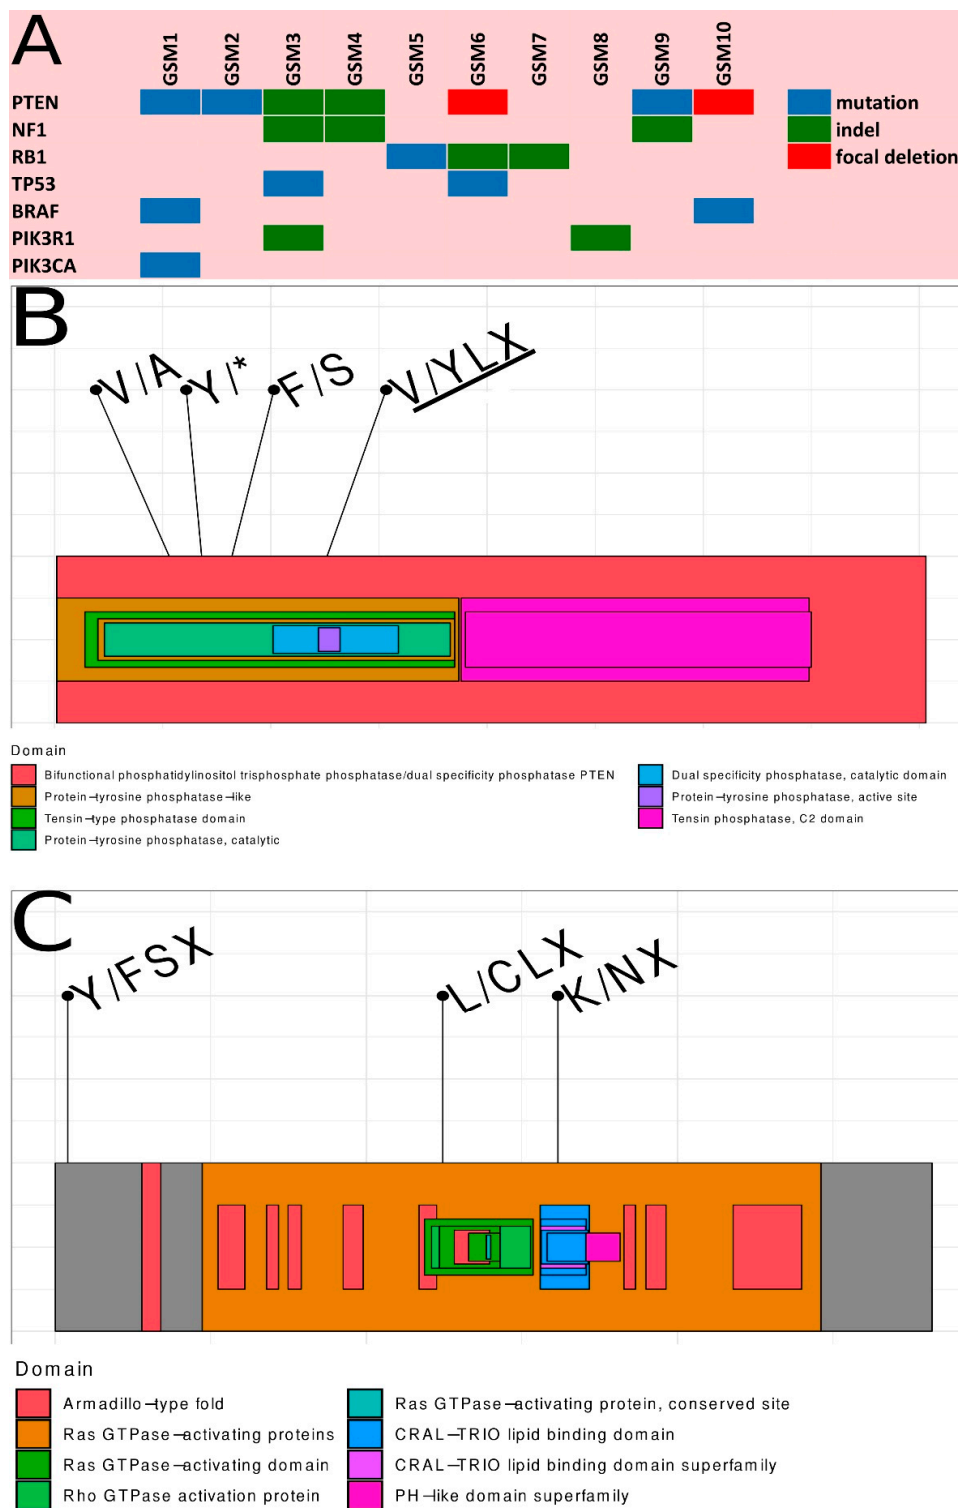 A
GSM1 GSM2 GSM3 GSM4 GSM5 GSM6 GSM7 GSM8 GSM9 GSM10
PTEN mutation
NF1 indel
RB1 focal deletion
TP53
BRAF
PIK3R1
PIK3CA
B
V/A Y/* F/S V/YLX
Domain
Bifunctional phosphatidylinositol trisphosphate phosphatase/dual specificity phosphatase PTEN Dual specificity phosphatase, catalytic domain
Protein–tyrosine phosphatase–like Protein–tyrosine phosphatase, active site
Tensin–type phosphatase domain Tensin phosphatase, C2 domain
Protein–tyrosine phosphatase, catalytic
C
Y/FSX L/CLX K/NX
Domain
Armadillo–type fold Ras GTPase–activating protein, conserved site
Ras GTPase–activating proteins CRAL–TRIO lipid binding domain
Ras GTPase–activating domain CRAL–TRIO lipid binding domain superfamily
Rho GTPase activation protein PH–like domain superfamily